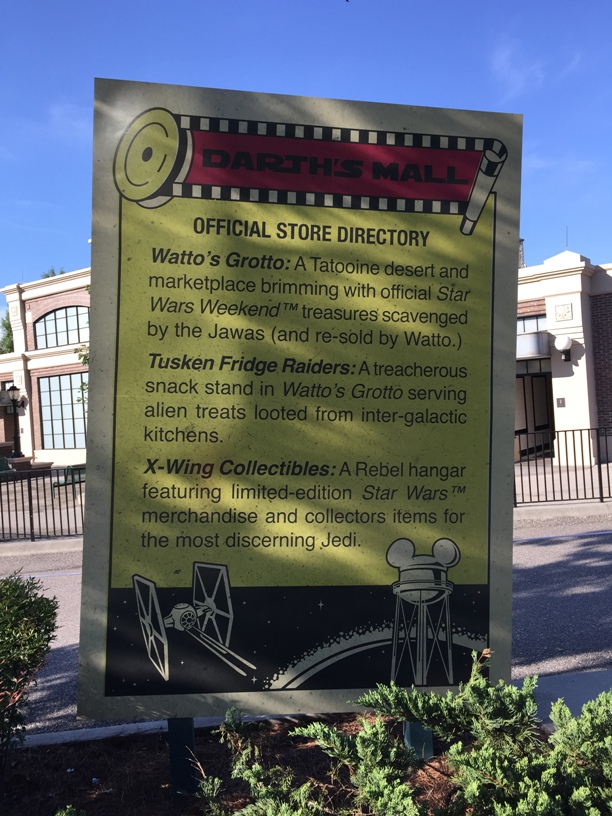 DARTH'S MALL
OFFICIAL STORE DIRECTORY
Watto's Grotto: A Tatooine desert and
marketplace brimming with official Star
Wars Weekend™ treasures scavenged
by the Jawas (and re-sold by Watto.)
Tusken Fridge Raiders: A treacherous
snack stand in Watto's Grotto serving
alien treats looted from inter-galactic
kitchens.
X-Wing Collectibles: A Rebel hangar
featuring limited-edition Star Wars™
merchandise and collectors items for
the most discerning Jedi.